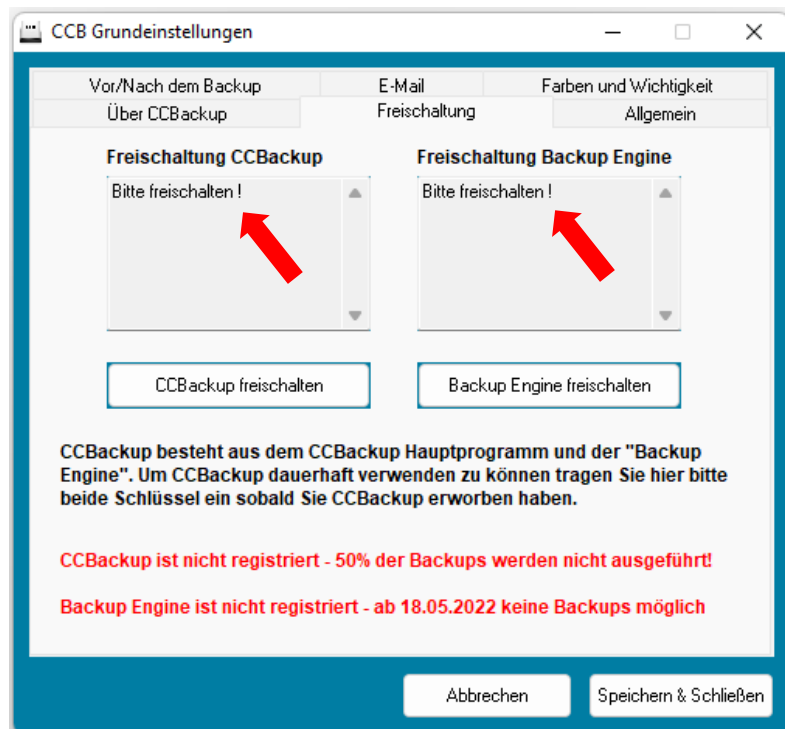 CCB Grundeinstellungen
Vor/Nach dem Backup E-Mail Farben und Wichtigkeit
Über CCBackup Freischaltung Allgemein
Freischaltung CCBackup Freischaltung Backup Engine
Bitte freischalten ! Bitte freischalten !
CCBackup freischalten Backup Engine freischalten
CCBackup besteht aus dem CCBackup Hauptprogramm und der "Backup
Engine". Um CCBackup dauerhaft verwenden zu können tragen Sie hier bitte
beide Schlüssel ein sobald Sie CCBackup erworben haben.
CCBackup ist nicht registriert - 50% der Backups werden nicht ausgeführt!
Backup Engine ist nicht registriert - ab 18.05.2022 keine Backups möglich
Abbrechen Speichern & Schließen